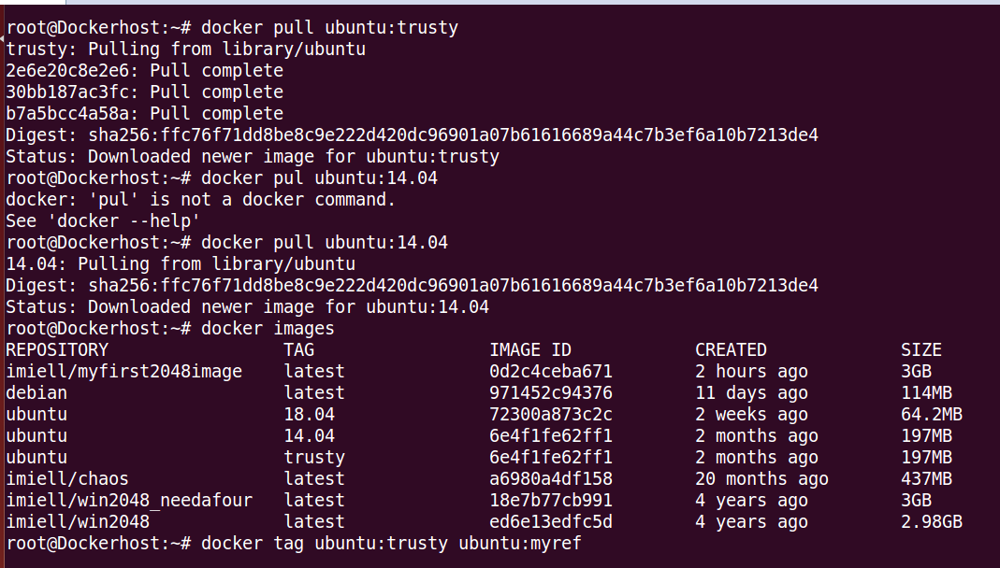 root@Dockerhost:~# docker pull ubuntu:trusty
trusty: Pulling from library/ubuntu
2e6e20c8e2e6: Pull complete
30bb187ac3fc: Pull complete
b7a5bcc4a58a: Pull complete
Digest: sha256:ffc76f71dd8be8c9e222d420dc96901a07b61616689a44c7b3ef6a10b7213de4
Status: Downloaded newer image for ubuntu:trusty
root@Dockerhost:~# docker pul ubuntu:14.04
docker: 'pul' is not a docker command.
See 'docker --help'
root@Dockerhost:~# docker pull ubuntu:14.04
14.04: Pulling from library/ubuntu
Digest: sha256:ffc76f71dd8be8c9e222d420dc96901a07b61616689a44c7b3ef6a10b7213de4
Status: Downloaded newer image for ubuntu:14.04
root@Dockerhost:~# docker images
REPOSITORY TAG IMAGE ID CREATED SIZE
imiell/myfirst2048image latest 0d2c4ceba671 2 hours ago 3GB
debian latest 971452c94376 11 days ago 114MB
ubuntu 18.04 72300a873c2c 2 weeks ago 64.2MB
ubuntu 14.04 6e4f1fe62ff1 2 months ago 197MB
ubuntu trusty 6e4f1fe62ff1 2 months ago 197MB
imiell/chaos latest a6980a4df158 20 months ago 437MB
imiell/win2048_needafour latest 18e7b77cb991 4 years ago 3GB
imiell/win2048 latest ed6e13edfc5d 4 years ago 2.98GB
root@Dockerhost:~# docker tag ubuntu:trusty ubuntu:myref